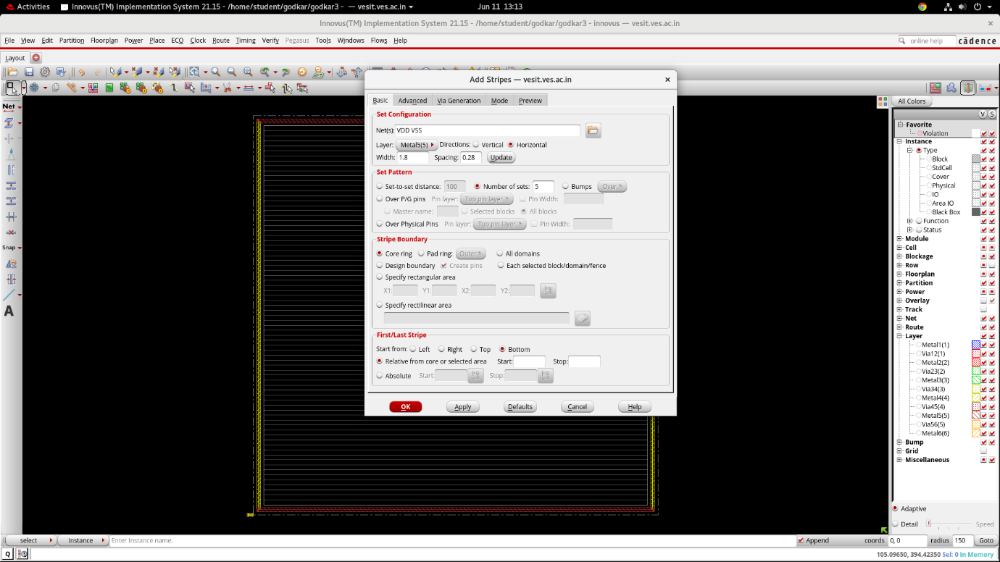 Activities Innovus(TM) Implementation System 21.15 - /home/student/godkar/godkar3 - — vesit.ves.ac.in Jun 11 13:13
Innovus(TM) Implementation System 21.15 - /home/student/godkar/godkar3 - innovus — vesit.ves.ac.in
File View Edit Partition Floorplan Power Place ECO Clock Route Timing Verify Pegasus Tools Windows Flows Help online help cādence
Layout
Add Stripes — vesit.ves.ac.in
Basic Advanced Via Generation Mode Preview
Set Configuration
Net(s): VDD VSS
Layer: Metal5(5) Directions: Vertical Horizontal
Width: 1.8 Spacing: 0.28 Update
Set Pattern
Set-to-set distance: 100 Number of sets: 5 Bumps Over
Over P/G pins Pin layer: Top pin layer Pin Width:
Master name: Selected blocks All blocks
Over Physical Pins Pin layer: Top pin layer Pin Width:
Stripe Boundary
Core ring Pad ring: Outer All domains
Design boundary Create pins Each selected block/domain/fence
Specify rectangular area
X1: Y1: X2: Y2:
Specify rectilinear area
First/Last Stripe
Start from: Left Right Top Bottom
Relative from core or selected area Start: Stop:
Absolute Start: Stop:
OK Apply Defaults Cancel Help
Net
Snap
A
All Colors
V S
Favorite
Violation
Instance
Type
Block
StdCell
Cover
Physical
IO
Area IO
Black Box
Function
Status
Module
Cell
Blockage
Row
Floorplan
Partition
Power
Overlay
Track
Net
Route
Layer
Metal1(1)
Via12(1)
Metal2(2)
Via23(2)
Metal3(3)
Via34(3)
Metal4(4)
Via45(4)
Metal5(5)
Via56(5)
Metal6(6)
Bump
Grid
Miscellaneous
Adaptive
Detail Speed
select Instance Enter Instance name. Append coords 0, 0 radius 150 Goto
Q 105.09650, 394.42350 Sel: 0 In Memory